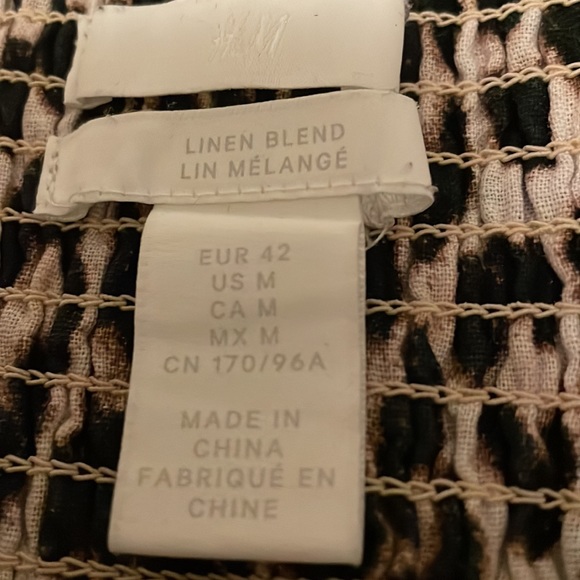 H&M
LINEN BLEND
LIN MÉLANGÉ
EUR 42
US M
CA M
MX M
CN 170/96A
MADE IN
CHINA
FABRIQUÉ EN
CHINE